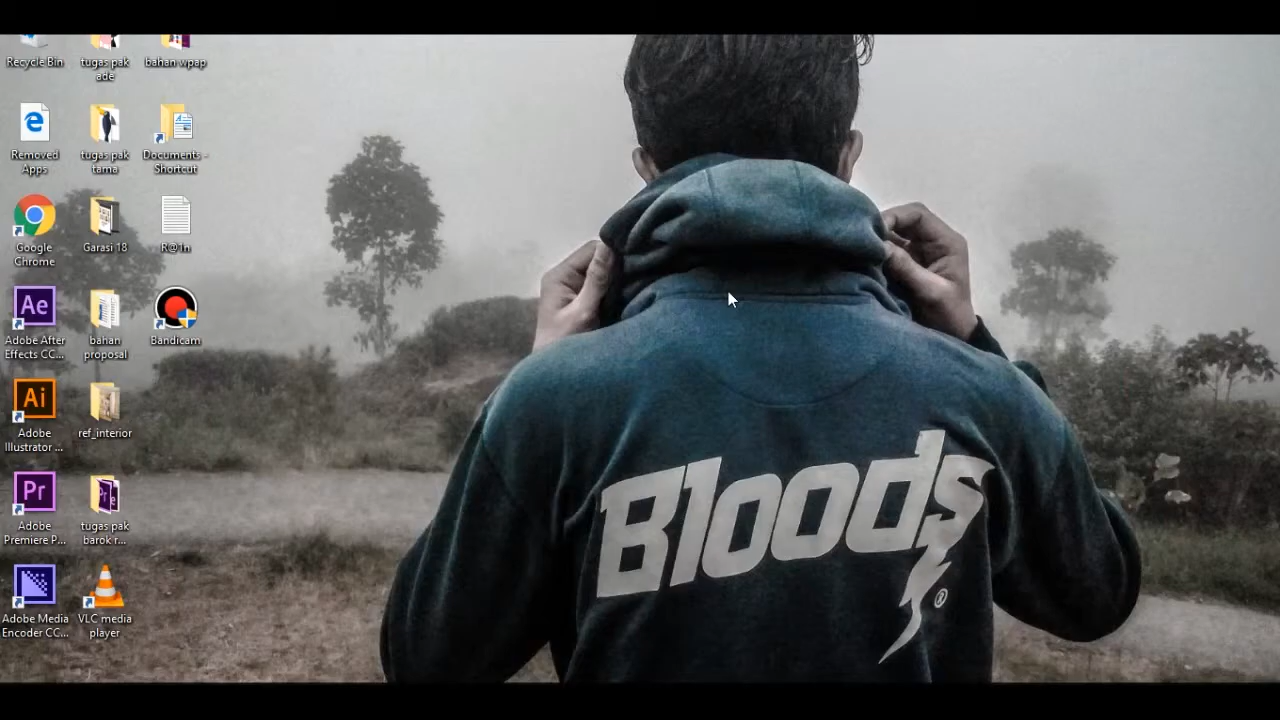 Recycle Bin
tugas pak
ade
bahan wpap
Removed
Apps
tugas pak
tama
Documents -
Shortcut
Google
Chrome
Garasi 18
R@1n
Ae
Adobe After
Effects CC...
bahan
proposal
Bandicam
Ai
Adobe
Illustrator ...
ref_interior
Pr
Adobe
Premiere P...
tugas pak
barok r...
Adobe Media
Encoder CC...
VLC media
player
Bloods
®